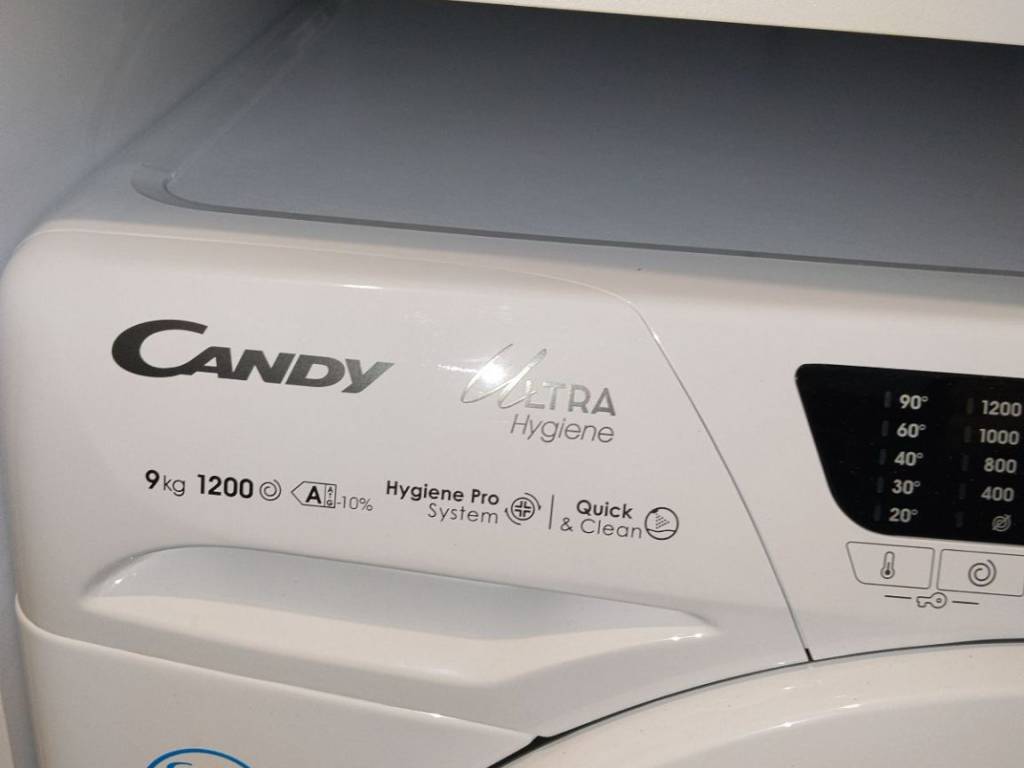 CANDY
ULTRA
Hygiene
9kg 1200 A -10%
Hygiene Pro
System
Quick
& Clean
90° 1200
60° 1000
40° 800
30° 400
20°